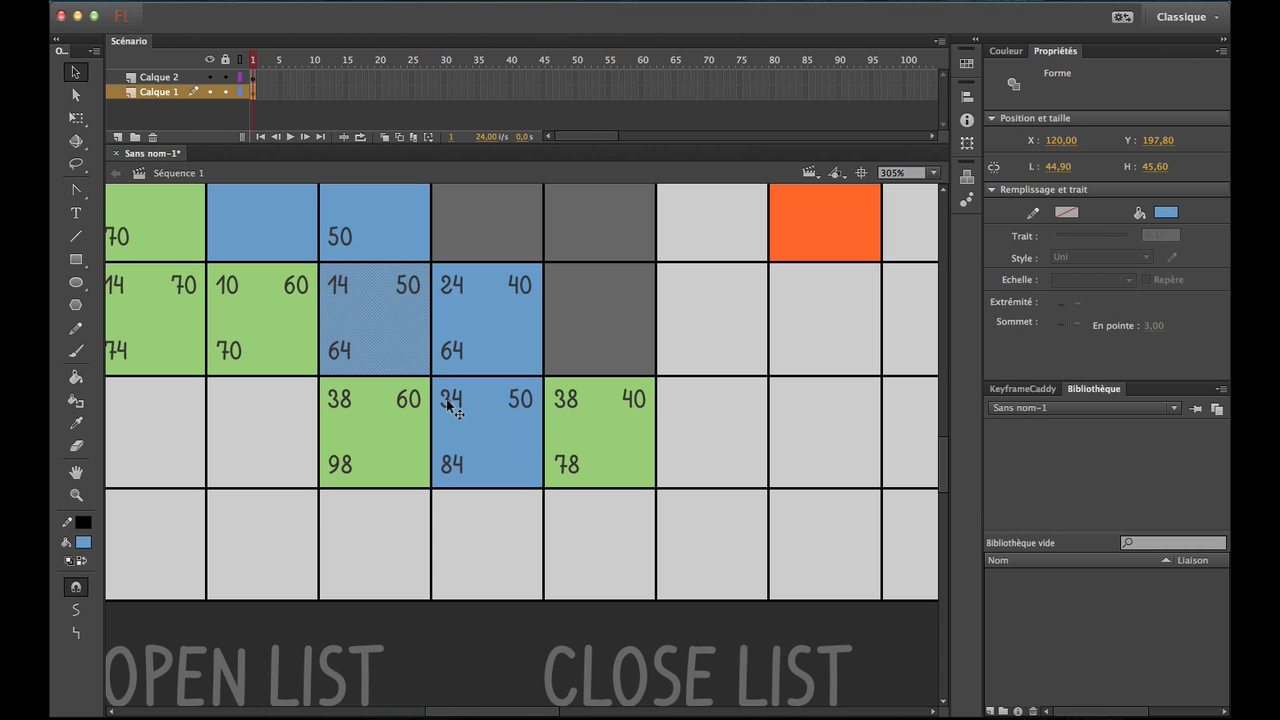 Ft
Classique
O...
Scénario
Couleur
Propriétés
1 5 10 15 20 25 30 35 40 45 50 55 60 65 70 75 80 85 90 95 100
Forme
Calque 2
Calque 1
Position et taille
1 24,00 i/s 0,0 s
X : 120,00 Y : 197,80
Sans nom-1*
L : 44,90 H : 45,60
Séquence 1
305%
Remplissage et trait
70 50
Trait :
Style : Uni
Echelle : Repère
Extrémité :
Sommet : En pointe : 3,00
14 70 10 60 14 50 24 40
74 70 64 64
KeyframeCaddy
Bibliothèque
Sans nom-1
38 60 34 50 38 40
98 84 78
Bibliothèque vide
Nom Liaison
OPEN LIST
CLOSE LIST